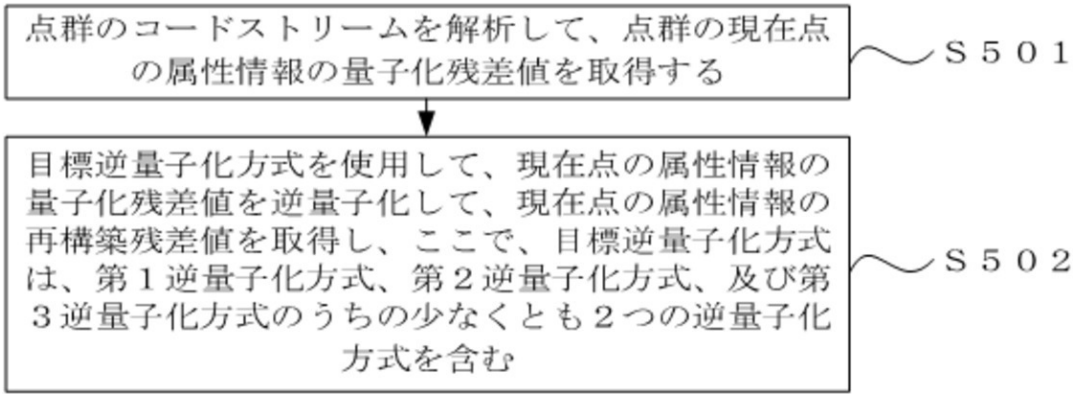 点群のコードストリームを解析して、点群の現在点
の属性情報の量子化残差値を取得する
S501
目標逆量子化方式を使用して、現在点の属性情報の
量子化残差値を逆量子化して、現在点の属性情報の
再構築残差値を取得し、ここで、目標逆量子化方式
は、第1逆量子化方式、第2逆量子化方式、及び第
3逆量子化方式のうちの少なくとも2つの逆量子化
方式を含む
S502